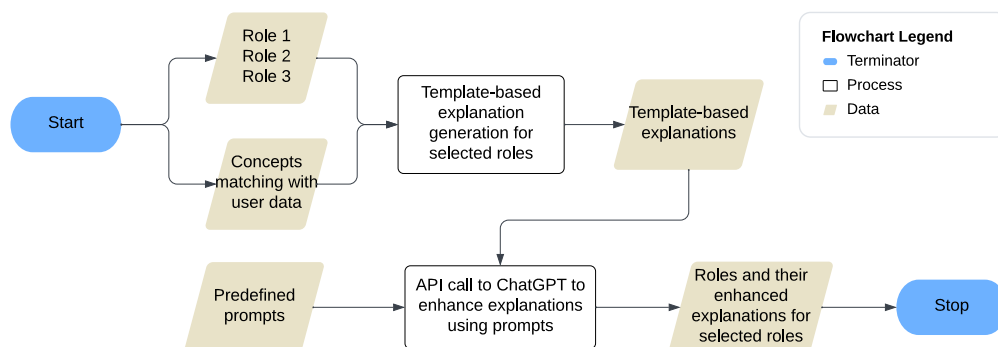 Start
Role 1
Role 2
Role 3
Concepts
matching with
user data
Template-based
explanation
generation for
selected roles
Template-based
explanations
Flowchart Legend
Terminator
Process
Data
Predefined
prompts
API call to ChatGPT to
enhance explanations
using prompts
Roles and their
enhanced
explanations for
selected roles
Stop